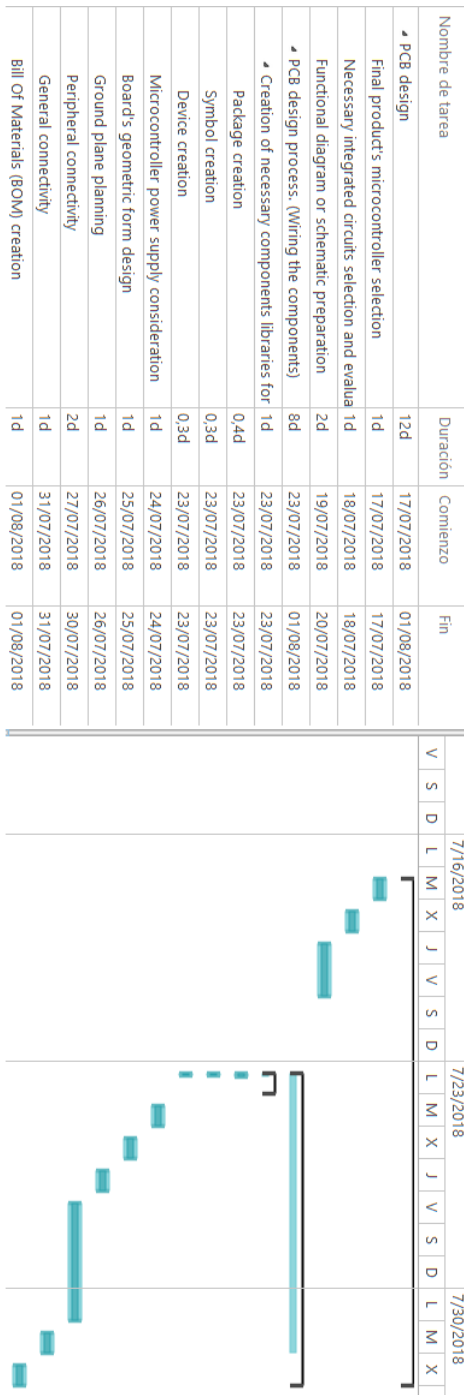 Nombre de tarea Duración Comienzo Fin
PCB design 12d 17/07/2018 01/08/2018
Final product's microcontroller selection 1d 17/07/2018 17/07/2018
Necessary integrated circuits selection and evalua 1d 18/07/2018 18/07/2018
Functional diagram or schematic preparation 2d 19/07/2018 20/07/2018
PCB design process. (Wiring the components) 8d 23/07/2018 01/08/2018
Creation of necessary components libraries for 1d 23/07/2018 23/07/2018
Package creation 0,4d 23/07/2018 23/07/2018
Symbol creation 0,3d 23/07/2018 23/07/2018
Device creation 0,3d 23/07/2018 23/07/2018
Microcontroller power supply consideration 1d 24/07/2018 24/07/2018
Board's geometric form design 1d 25/07/2018 25/07/2018
Ground plane planning 1d 26/07/2018 26/07/2018
Peripheral connectivity 2d 27/07/2018 30/07/2018
General connectivity 1d 31/07/2018 31/07/2018
Bill Of Materials (BOM) creation 1d 01/08/2018 01/08/2018
7/16/2018 7/23/2018 7/30/2018
V S D L M X J V S D L M X J V S D L M X